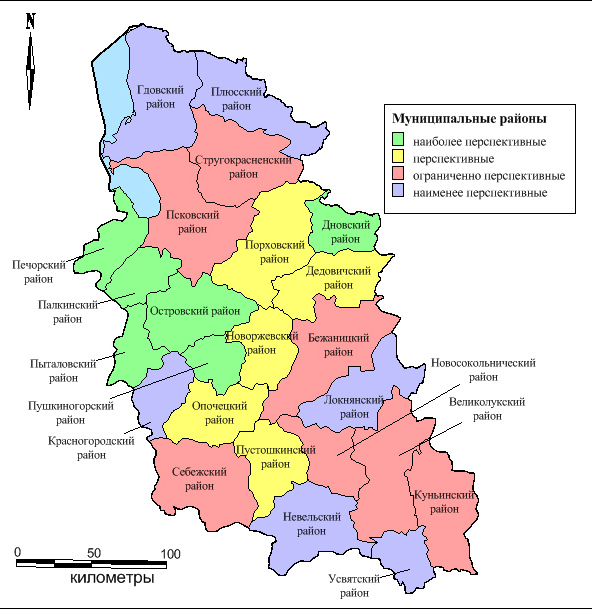 N
Гдовский
район
Плюсский
район
Муниципальные районы
наиболее перспективные
перспективные
ограниченно перспективные
наименее перспективные
Стругокрасненский
район
Псковский
район
Дновский
район
Порховский
район
Печорский
район
Дедовичский
район
Палкинский
район
Островский район
Новоржевский
район
Бежаницкий
район
Пыталовский
район
Новосокольнический
район
Пушкиногорский
район
Опочецкий
район
Локнянский
район
Великолукский
район
Красногородский
район
Пустошкинский
район
Себежский
район
Куньинский
район
Невельский
район
Усвятский
район
0 50 100
километры